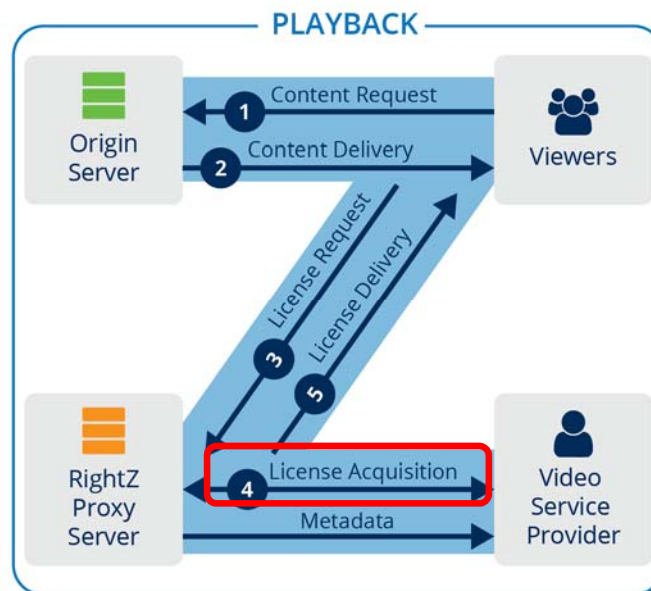 PLAYBACK
Origin
Server
1
Content Request
2
Content Delivery
Viewers
3
License Request
5
License Delivery
RightZ
Proxy
Server
4
License Acquisition
Metadata
Video
Service
Provider